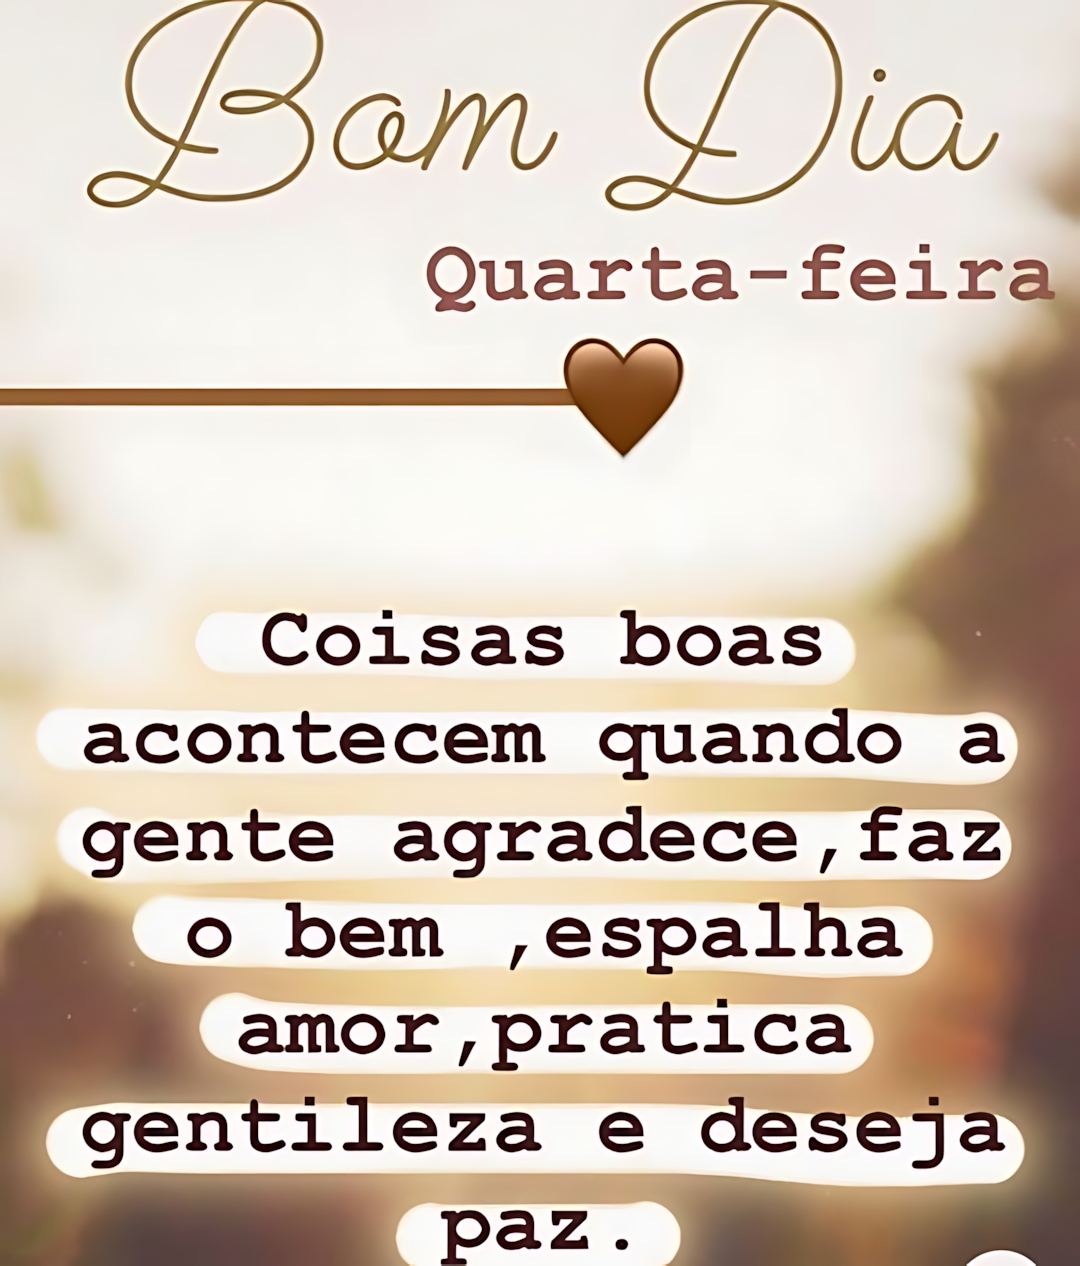 Bom Dia
Quarta-feira
Coisas boas
acontecem quando a
gente agradece,faz
o bem ,espalha
amor,pratica
gentileza e deseja
paz.